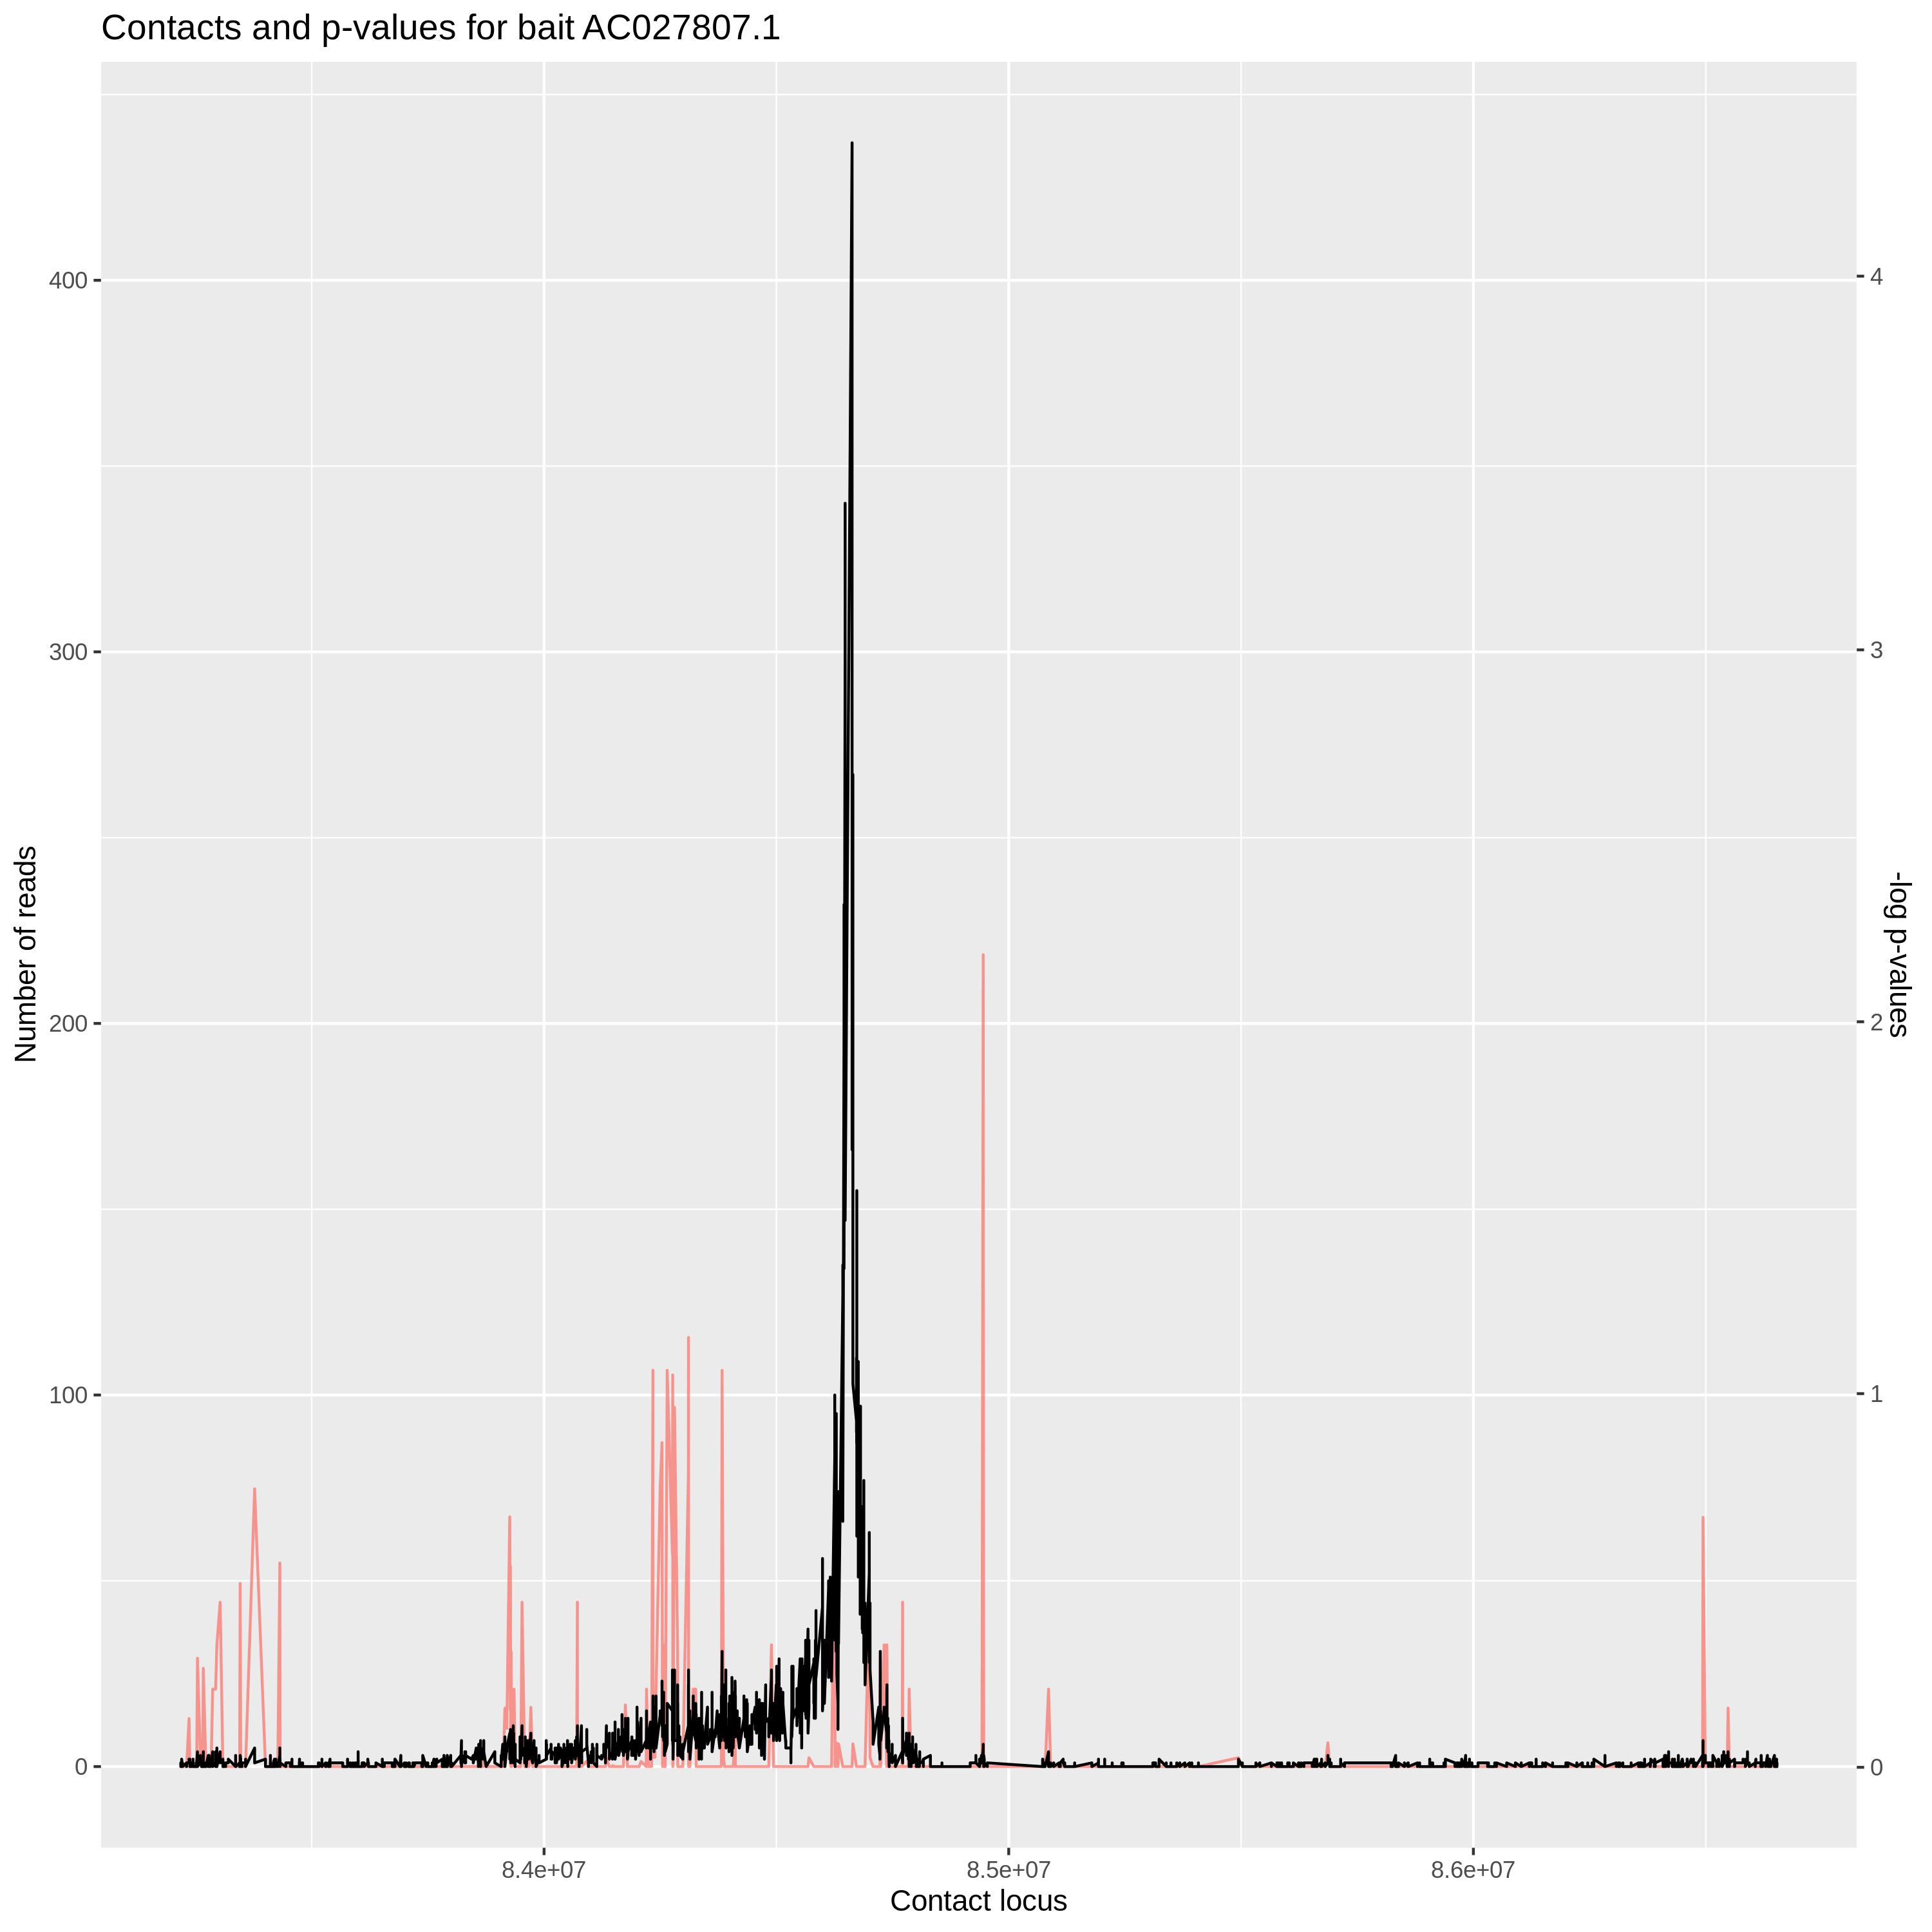 Contacts and p-values for bait AC027807.1
400
300
200
100
0
Number of reads
4
3
2
1
0
-log p-values
8.4e+07
8.5e+07
8.6e+07
Contact locus